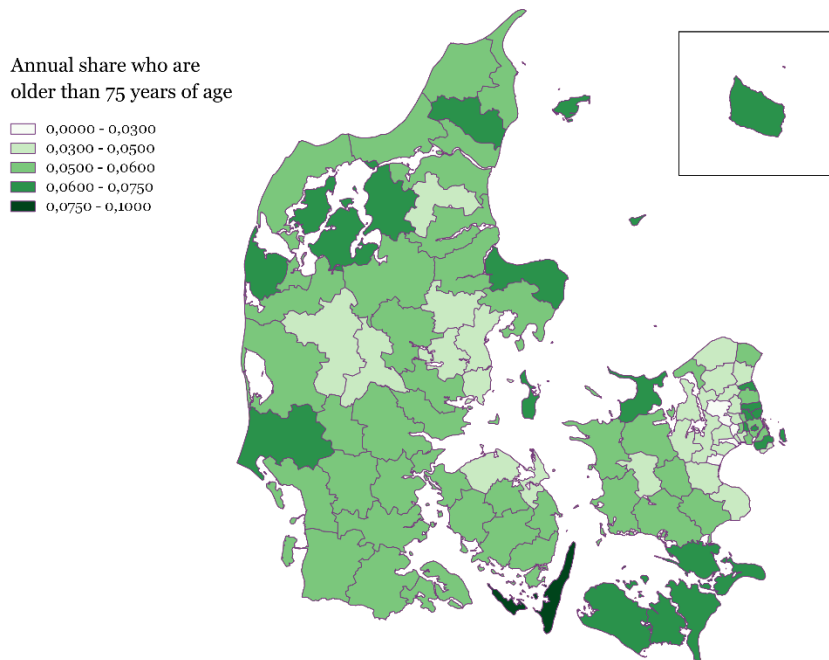 Annual share who are
older than 75 years of age
0,0000 - 0,0300
0,0300 - 0,0500
0,0500 - 0,0600
0,0600 - 0,0750
0,0750 - 0,1000